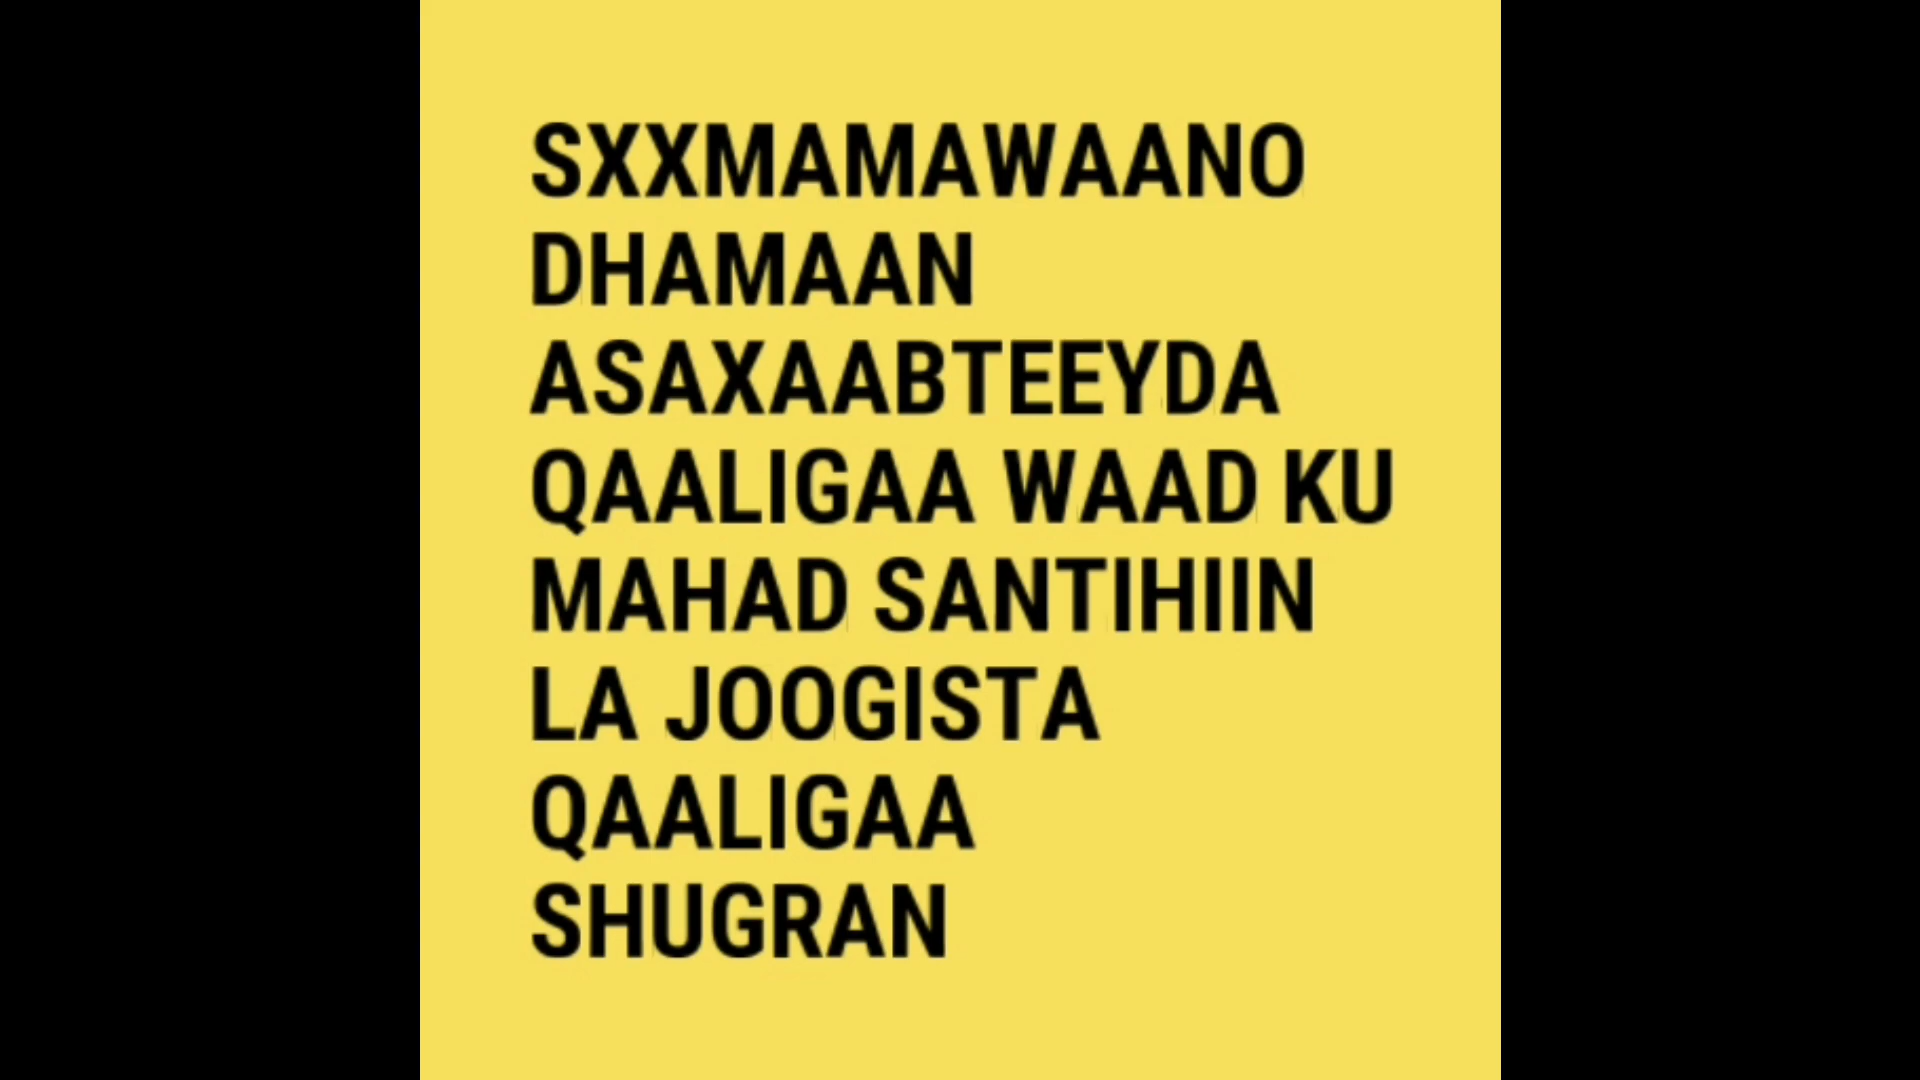 SXXMAMAWAANO
DHAMAAN
ASAXAABTEEYDA
QAALIGAA WAAD KU
MAHAD SANTIHIIN
LA JOOGISTA
QAALIGAA
SHUGRAN